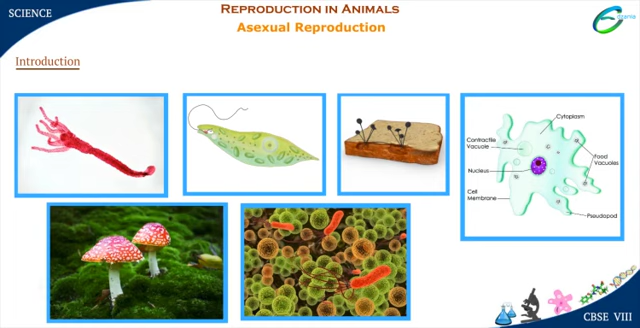 SCIENCE
REPRODUCTION IN ANIMALS
Asexual Reproduction
Introduction
Cytoplasm
Contractile
Vacuole
Food
Vacuoles
Nucleus
Cell
Membrane
Pseudopod
CBSE VIII